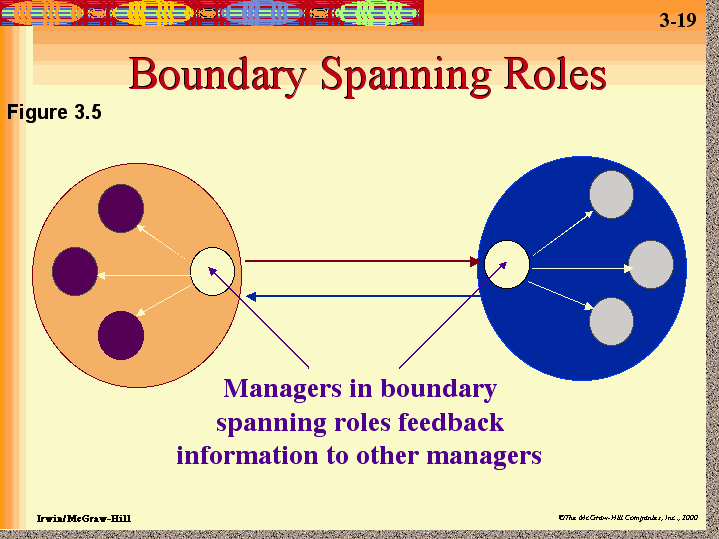 3-19
Boundary Spanning Roles
Figure 3.5
Managers in boundary
spanning roles feedback
information to other managers
Irwin/McGraw-Hill
©The McGraw-Hill Companies, Inc., 2000